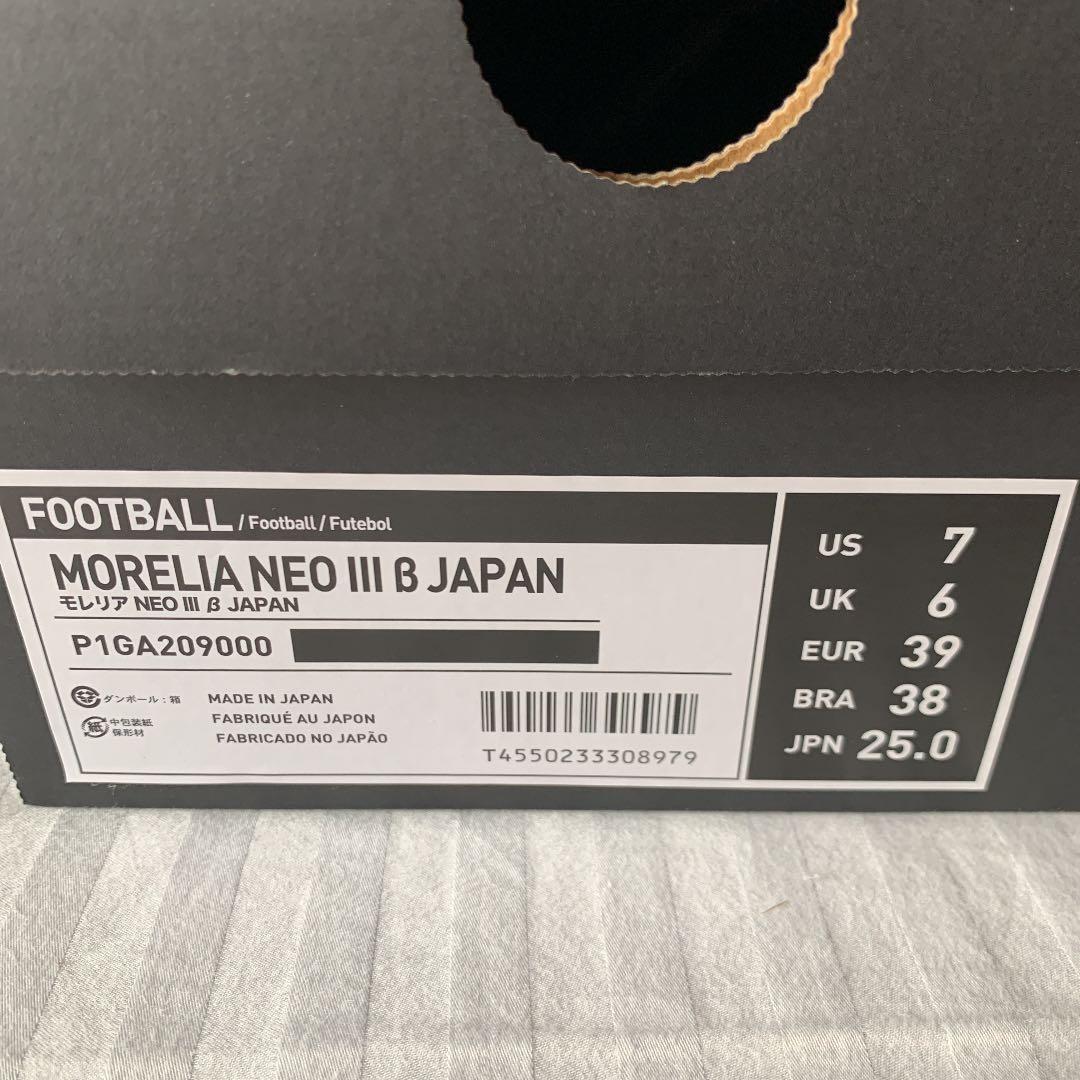 FOOTBALL / Football / Futebol
MORELIA NEO III β JAPAN
モレリア NEO III β JAPAN
P1GA209000
ダンボール：箱
紙
中包装紙
保形材
MADE IN JAPAN
FABRIQUÉ AU JAPON
FABRICADO NO JAPÃO
T4550233308979
US 7
UK 6
EUR 39
BRA 38
JPN 25.0